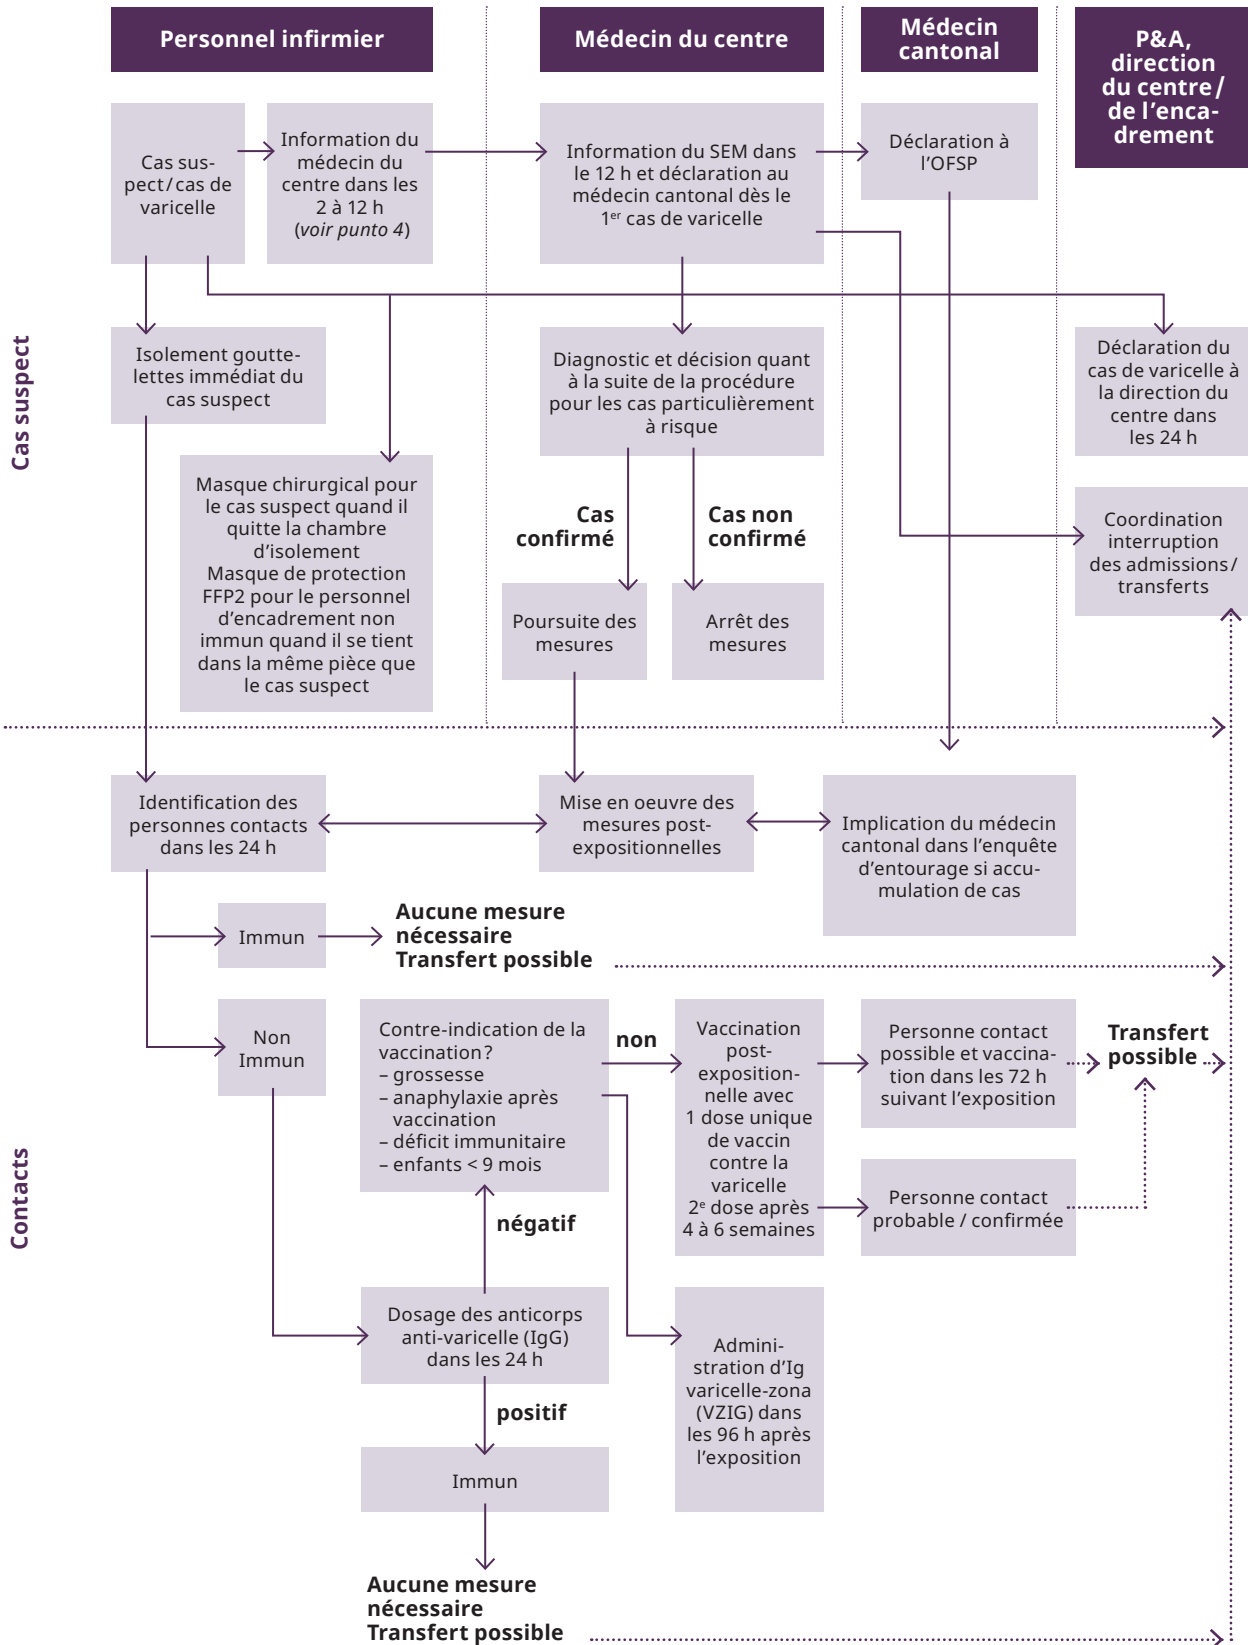 Personnel infirmier
Médecin du centre
Médecin
cantonal
P&A,
direction
du centre /
de l’enca-
drement
Cas suspect
Cas sus-
pect / cas de
varicelle
Information du
médecin du
centre dans les
2 à 12 h
(voir punto 4)
Information du SEM dans
le 12 h et déclaration au
médecin cantonal dès le
1er cas de varicelle
Déclaration à
l’OFSP
Isolement goutte-
lettes immédiat du
cas suspect
Diagnostic et décision quant
à la suite de la procédure
pour les cas particulièrement
à risque
Déclaration du
cas de varicelle à
la direction du
centre dans
les 24 h
Masque chirurgical pour
le cas suspect quand il
quitte la chambre
d’isolement
Masque de protection
FFP2 pour le personnel
d’encadrement non
immun quand il se tient
dans la même pièce que
le cas suspect
Cas
confirmé
Cas non
confirmé
Coordination
interruption
des admissions /
transferts
Poursuite des
mesures
Arrêt des
mesures
Contacts
Identification des
personnes contacts
dans les 24 h
Mise en oeuvre des
mesures post-
expositionnelles
Implication du médecin
cantonal dans l’enquête
d’entourage si accu-
mulation de cas
Immun
Aucune mesure
nécessaire
Transfert possible
Non
Immun
Contre-indication de la
vaccination ?
– grossesse
– anaphylaxie après
vaccination
– déficit immunitaire
– enfants < 9 mois
non
Vaccination
post-
exposition-
nelle avec
1 dose unique
de vaccin
contre la
varicelle
2e dose après
4 à 6 semaines
Personne contact
possible et vaccina-
tion dans les 72 h
suivant l’exposition
Transfert
possible
Personne contact
probable / confirmée
négatif
Dosage des anticorps
anti-varicelle (IgG)
dans les 24 h
Admini-
stration d’Ig
varicelle-zona
(VZIG) dans
les 96 h après
l’exposition
positif
Immun
Aucune mesure
nécessaire
Transfert possible